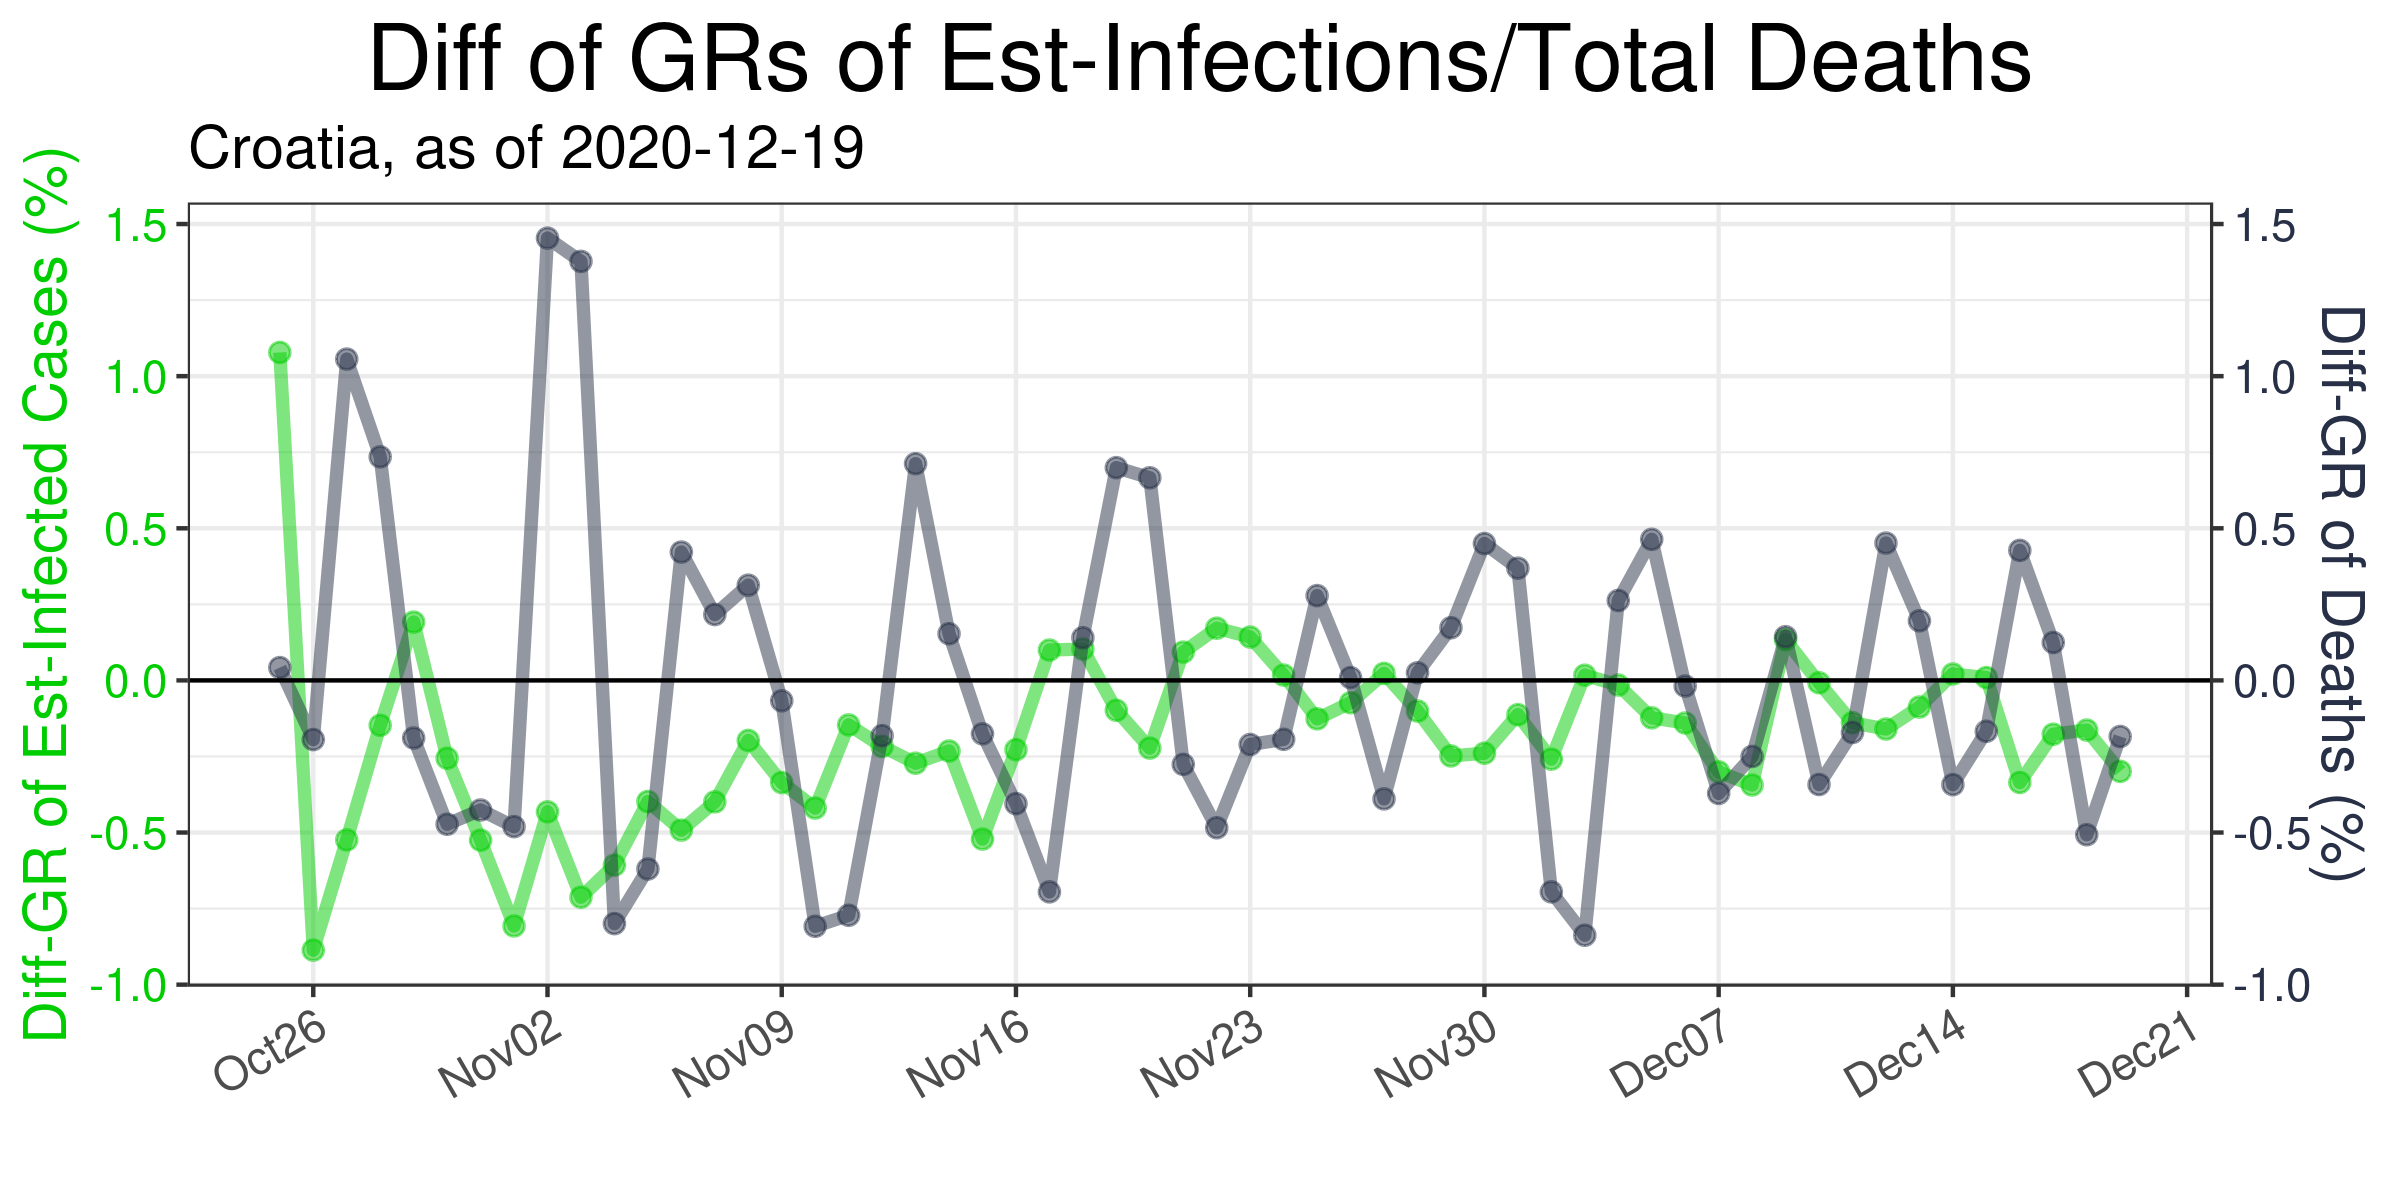 Diff of GRs of Est-Infections/Total Deaths
Croatia, as of 2020-12-19
Diff-GR of Est-Infected Cases (%)
1.5
1.0
0.5
0.0
-0.5
-1.0
1.5
1.0
0.5
0.0
-0.5
-1.0
Diff-GR of Deaths (%)
Oct26
Nov02
Nov09
Nov16
Nov23
Nov30
Dec07
Dec14
Dec21